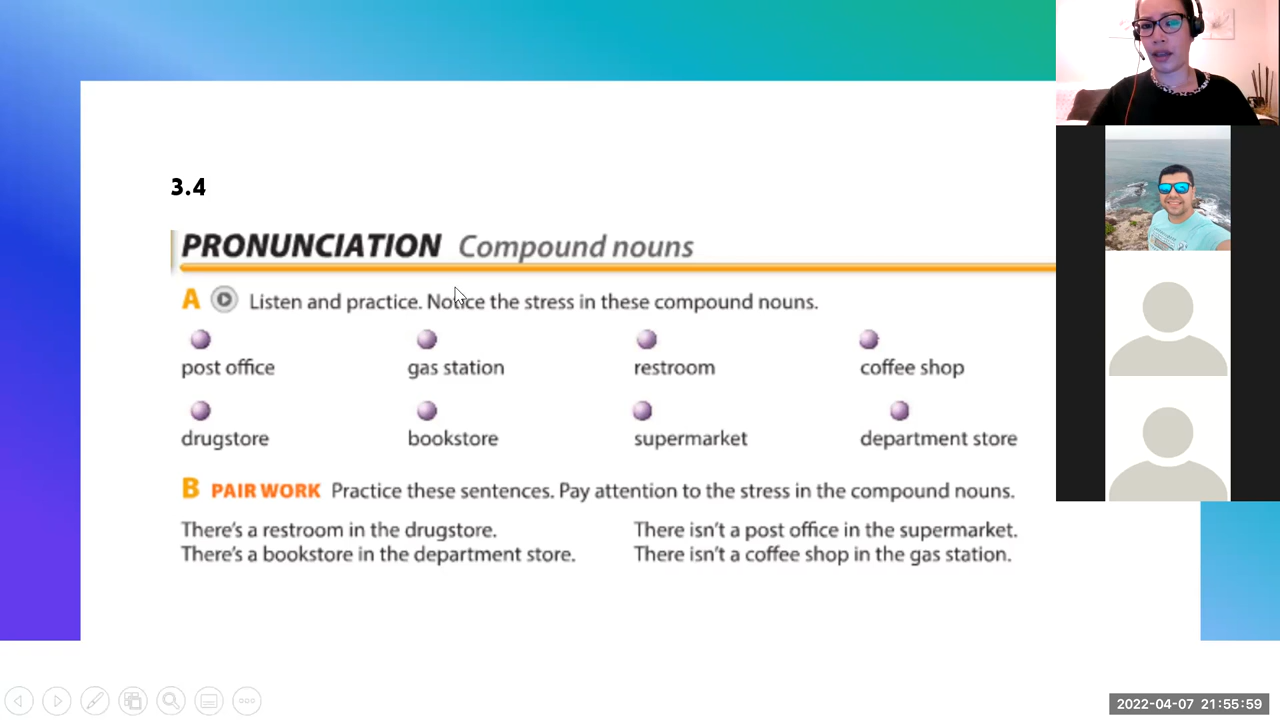 3.4
PRONUNCIATION Compound nouns
A Listen and practice. Notice the stress in these compound nouns.
post office gas station restroom coffee shop
drugstore bookstore supermarket department store
B PAIR WORK Practice these sentences. Pay attention to the stress in the compound nouns.
There's a restroom in the drugstore. There isn't a post office in the supermarket.
There's a bookstore in the department store. There isn't a coffee shop in the gas station.
2022-04-07 21:55:59